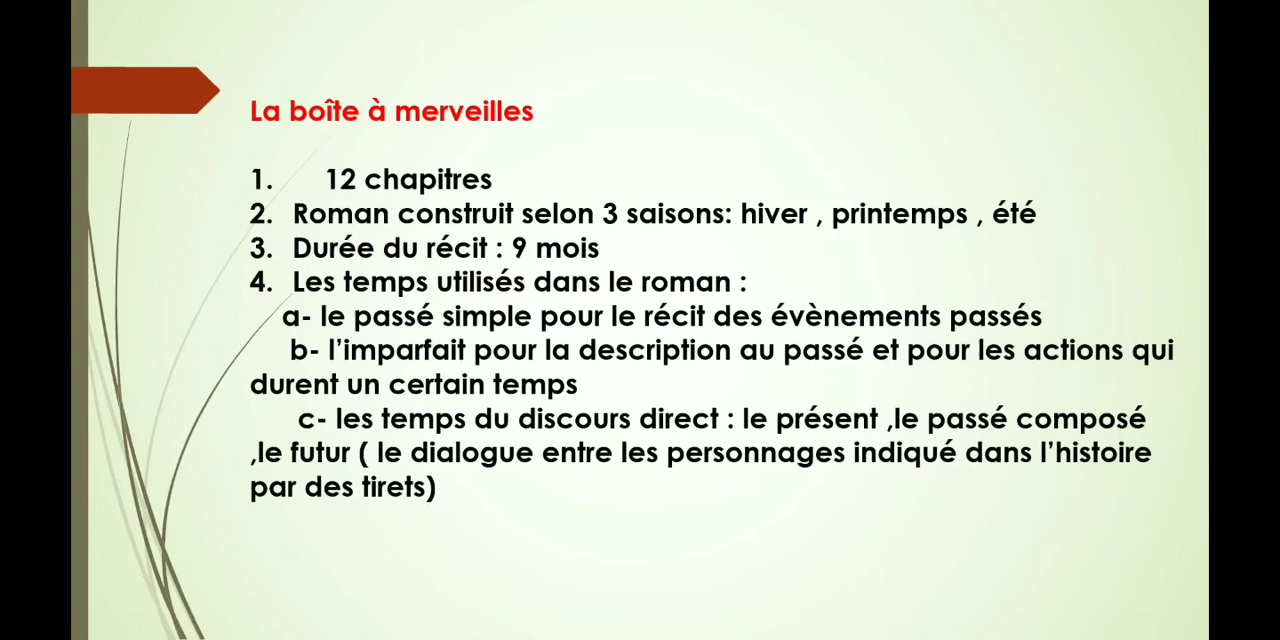 La boîte à merveilles
1. 12 chapitres
2. Roman construit selon 3 saisons: hiver , printemps , été
3. Durée du récit : 9 mois
4. Les temps utilisés dans le roman :
a- le passé simple pour le récit des évènements passés
b- l’imparfait pour la description au passé et pour les actions qui
durent un certain temps
c- les temps du discours direct : le présent ,le passé composé
,le futur ( le dialogue entre les personnages indiqué dans l’histoire
par des tirets)